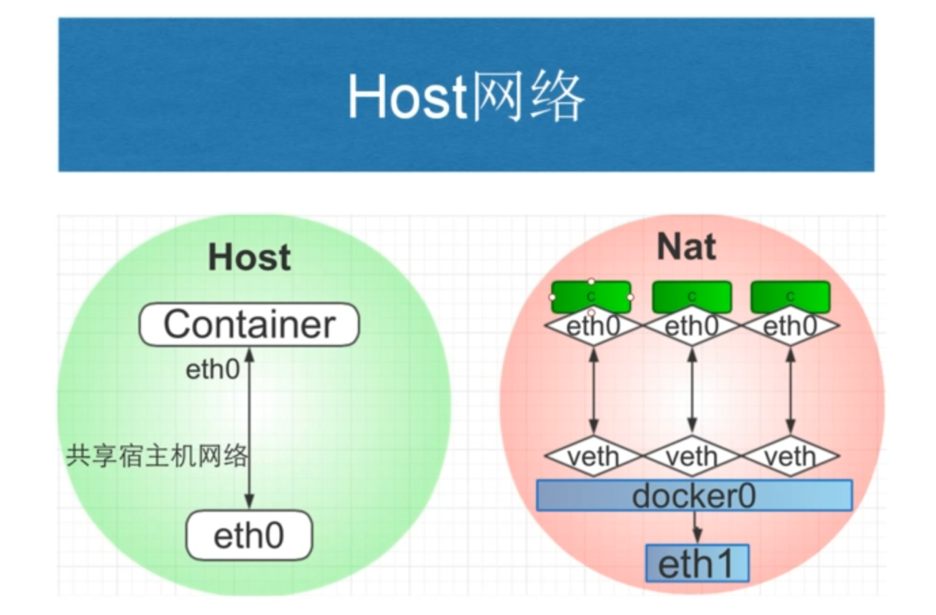 Host网络
Host
Container
eth0
共享宿主机网络
eth0
Nat
c c c
eth0 eth0 eth0
veth veth veth
docker0
eth1